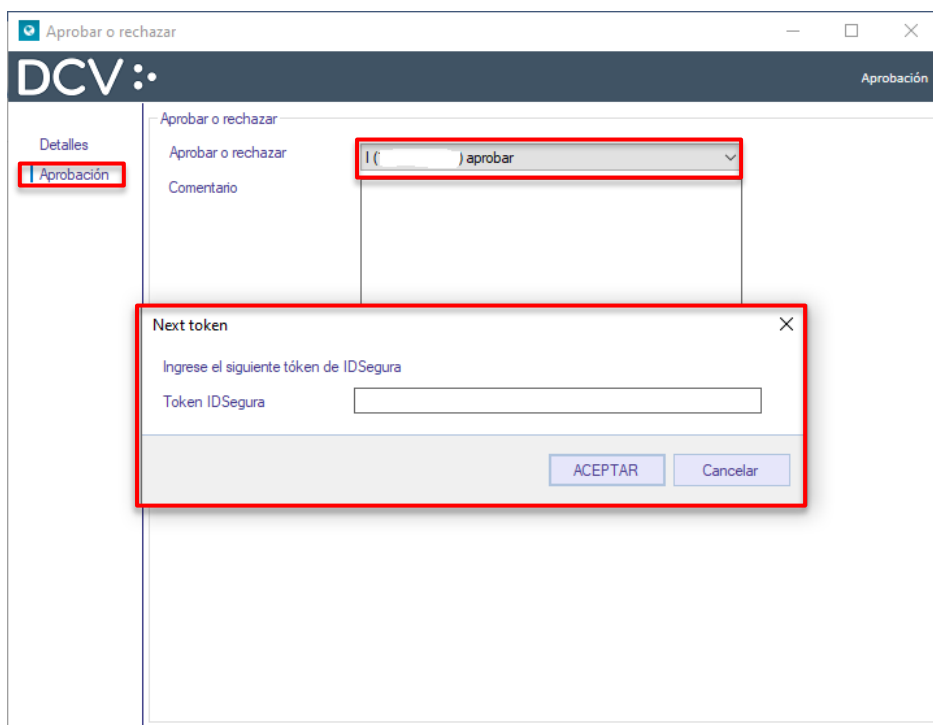 Aprobar o rechazar
DCV
Aprobación
Aprobar o rechazar
Detalles
Aprobar o rechazar
I ( ) aprobar
Aprobación
Comentario
Next token
Ingrese el siguiente tóken de IDSegura
Token IDSegura
ACEPTAR
Cancelar